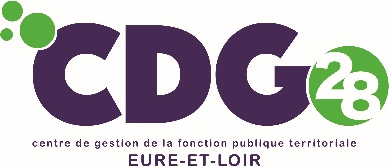 CDG28
centre de gestion de la fonction publique territoriale
EURE-ET-LOIR